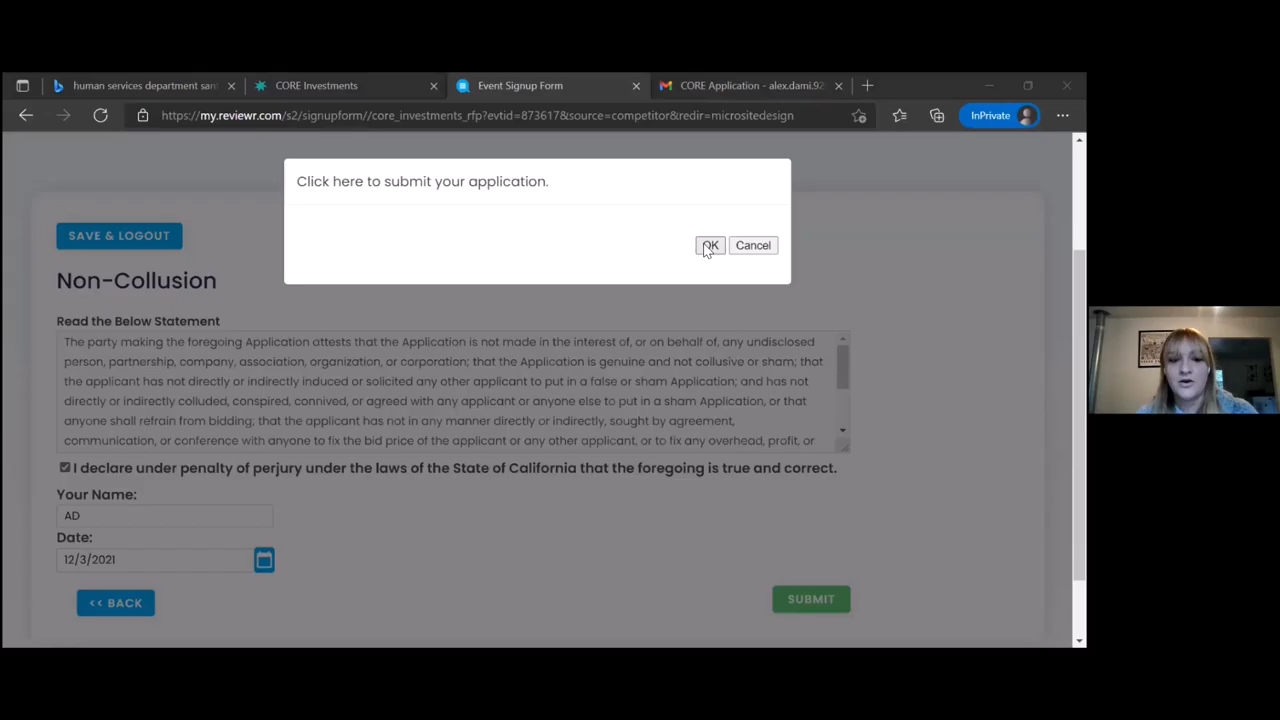 human services department san
CORE Investments
Event Signup Form
CORE Application - alex.dami.92
https://my.reviewr.com/s2/signupform//core_investments_rfp?evtid=873617&source=competitor&redir=micrositedesign
InPrivate
Click here to submit your application.
OK
Cancel
SAVE & LOGOUT
Non-Collusion
Read the Below Statement
The party making the foregoing Application attests that the Application is not made in the interest of, or on behalf of, any undisclosed
person, partnership, company, association, organization, or corporation; that the Application is genuine and not collusive or sham; that
the applicant has not directly or indirectly induced or solicited any other applicant to put in a false or sham Application; and has not
directly or indirectly colluded, conspired, connived, or agreed with any applicant or anyone else to put in a sham Application, or that
anyone shall refrain from bidding; that the applicant has not in any manner directly or indirectly, sought by agreement,
communication, or conference with anyone to fix the bid price of the applicant or any other applicant, or to fix any overhead, profit, or
I declare under penalty of perjury under the laws of the State of California that the foregoing is true and correct.
Your Name:
AD
Date:
12/3/2021
<< BACK
SUBMIT